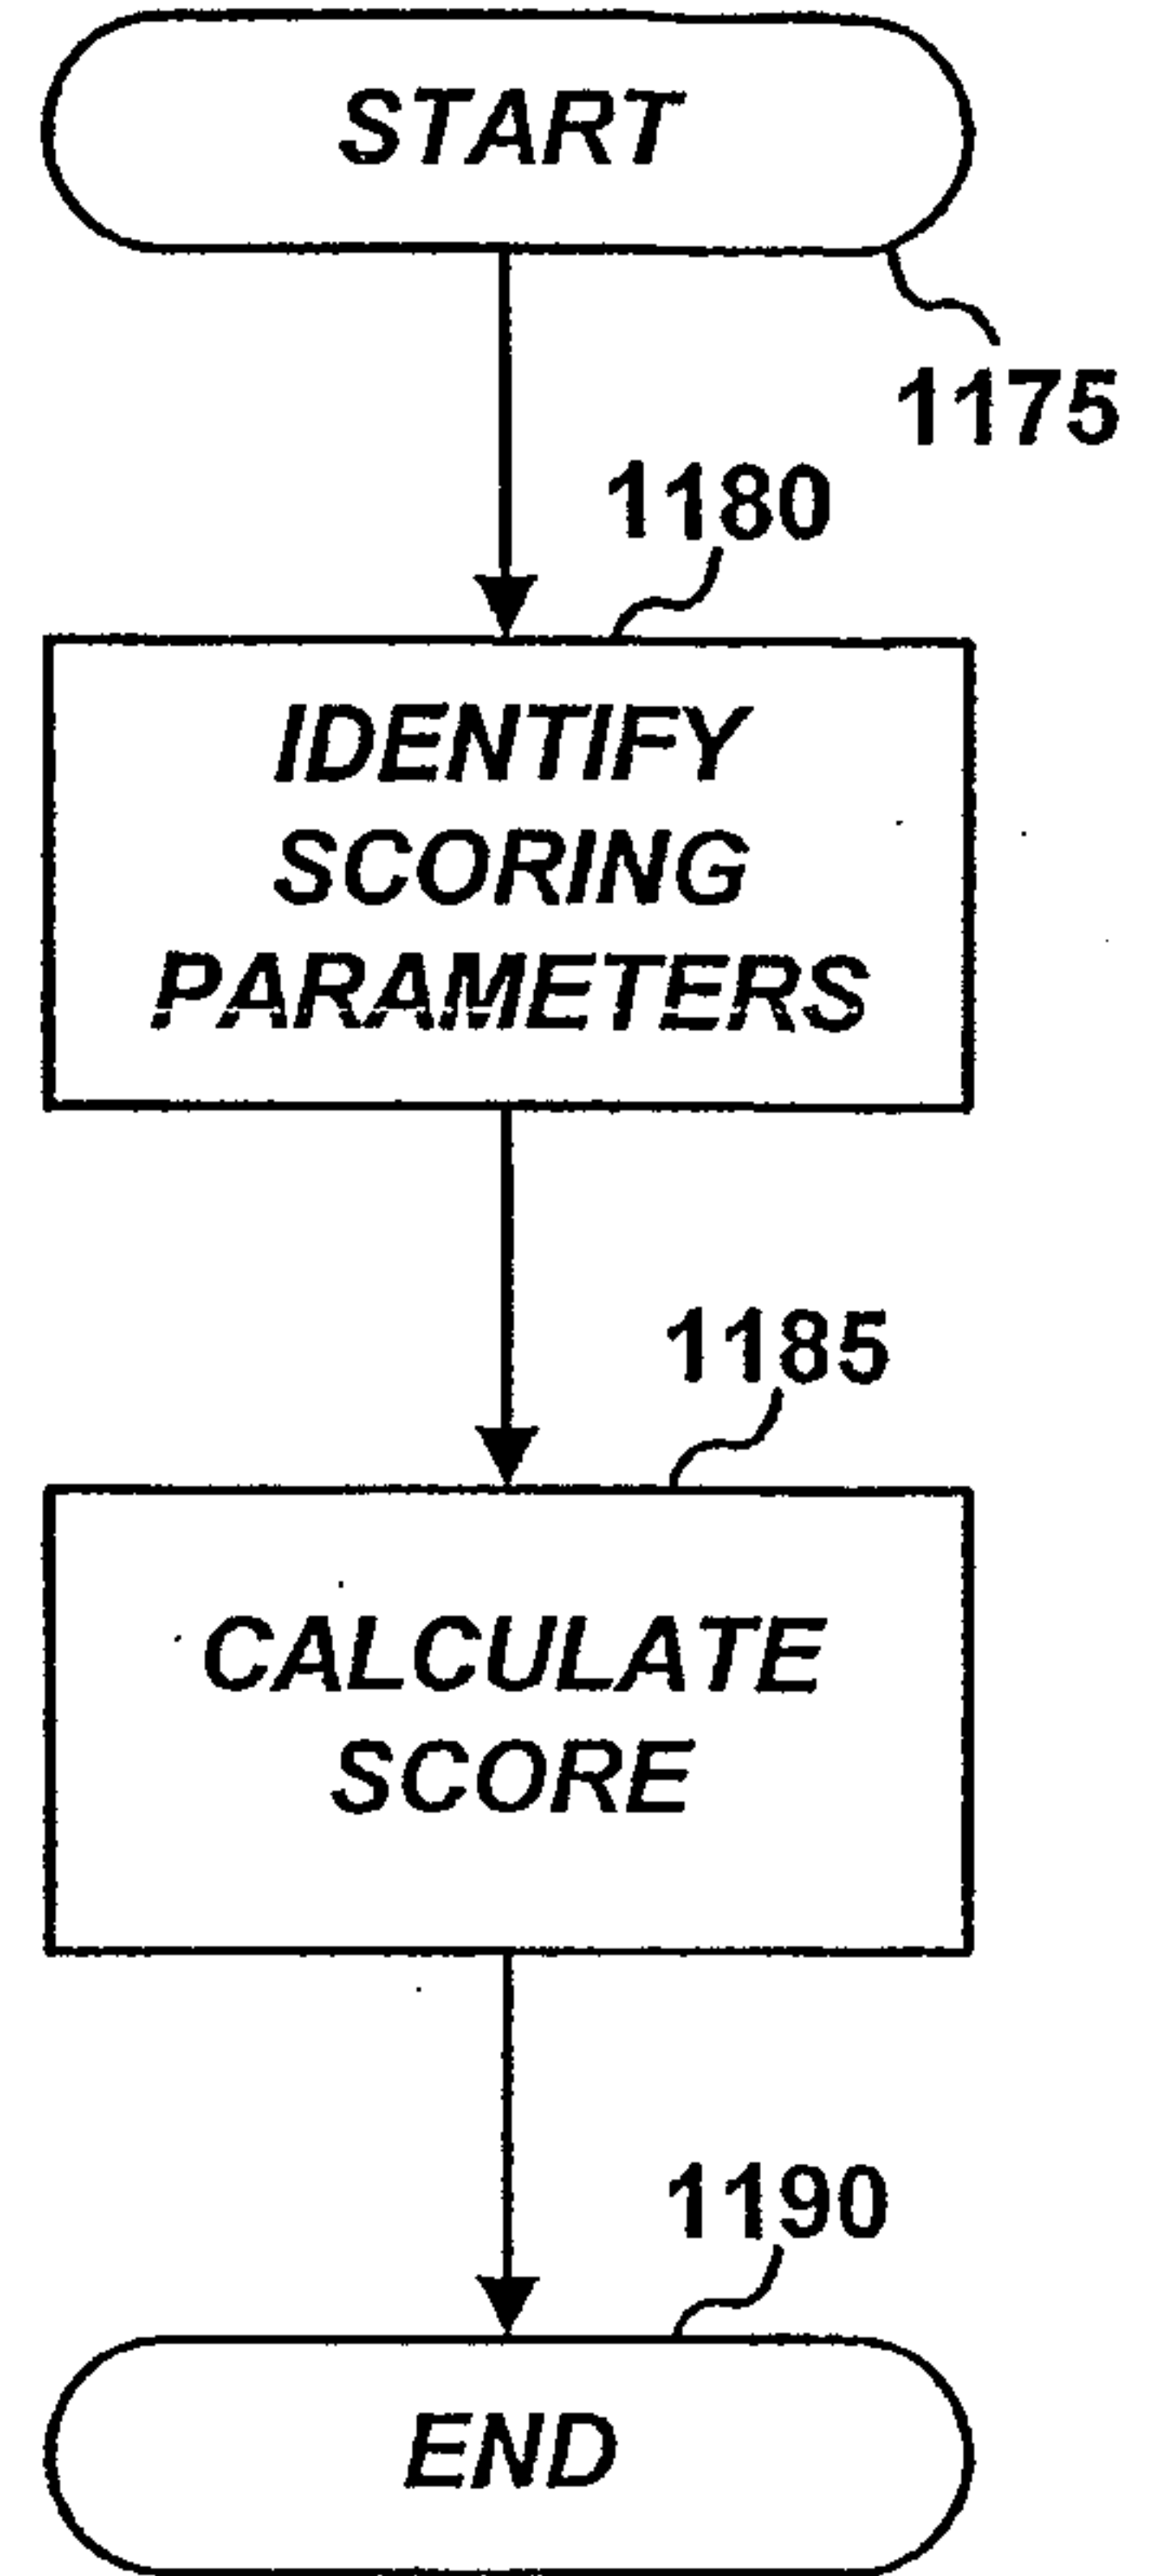 START
1175
1180
IDENTIFY
SCORING
PARAMETERS
1185
CALCULATE
SCORE
1190
END